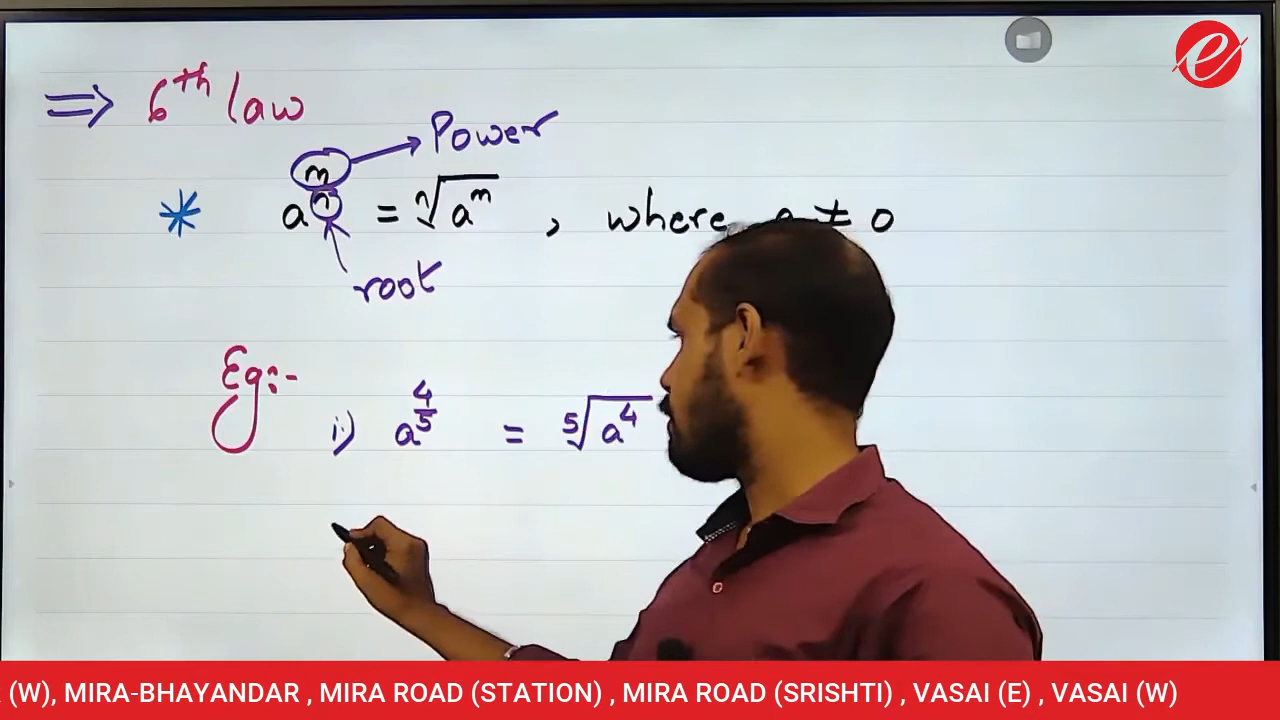 ⇒ 6th law
Power
* a^(m/n) = ⁿ√(a^m) , where a ≠ 0
root
Eg:-
i) a^(4/5) = ⁵√(a^4)
(W), MIRA-BHAYANDAR , MIRA ROAD (STATION) , MIRA ROAD (SRISHTI) , VASAI (E) , VASAI (W)